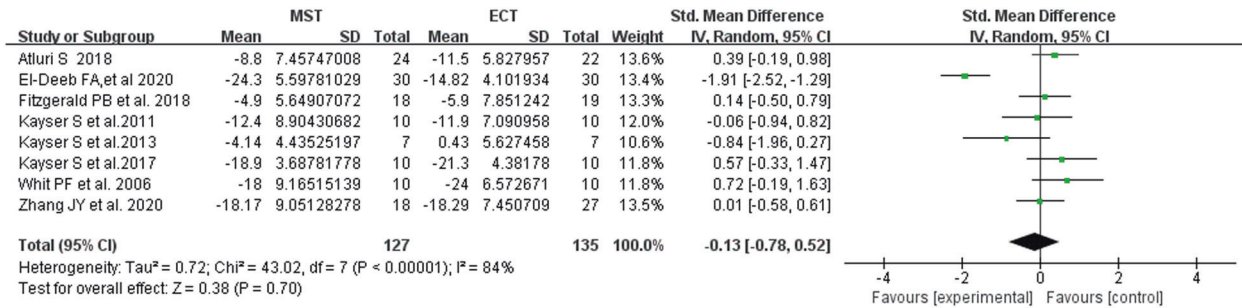 MST ECT Std. Mean Difference Std. Mean Difference
Study or Subgroup Mean SD Total Mean SD Total Weight IV, Random, 95% CI IV, Random, 95% CI
Atluri S 2018 -8.8 7.45747008 24 -11.5 5.827957 22 13.6% 0.39 [-0.19, 0.98]
El-Deeb FA,et al 2020 -24.3 5.59781029 30 -14.82 4.101934 30 13.5% -1.91 [-2.52, -1.29]
Fitzgerald PB et al. 2018 -4.9 5.64907072 18 -5.9 7.851242 19 13.3% 0.14 [-0.50, 0.79]
Kayser S et al.2011 -12.4 8.90430682 10 -11.9 7.090958 10 12.0% -0.06 [-0.94, 0.82]
Kayser S et al.2013 -4.14 4.43525197 7 0.43 5.627458 7 10.6% -0.84 [-1.96, 0.27]
Kayser S et al.2017 -18.9 3.68781778 10 -21.3 4.38178 10 11.8% 0.57 [-0.33, 1.47]
Whit PF et al. 2006 -18 9.16515139 10 -24 6.572671 10 11.8% 0.72 [-0.19, 1.63]
Zhang JY et al. 2020 -18.17 9.05128278 18 -18.29 7.450709 27 13.5% 0.01 [-0.58, 0.61]
Total (95% CI) 127 135 100.0% -0.13 [-0.78, 0.52]
Heterogeneity: Tau² = 0.72; Chi² = 43.02, df = 7 (P < 0.00001); I² = 84%
Test for overall effect: Z = 0.38 (P = 0.70)
-4 -2 0 2 4
Favours [experimental] Favours [control]